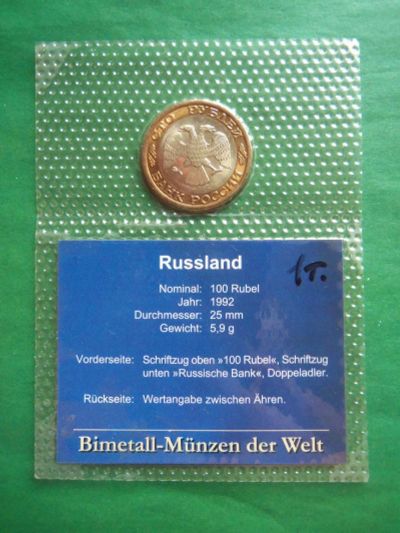 СТО РУБЛЕЙ
БАНК РОССИИ
Russland
1т.
Nominal: 100 Rubel
Jahr: 1992
Durchmesser: 25 mm
Gewicht: 5,9 g
Vorderseite: Schriftzug oben »100 Rubel«, Schriftzug
unten »Russische Bank«, Doppeladler.
Rückseite: Wertangabe zwischen Ähren.
Bimetall-Münzen der Welt